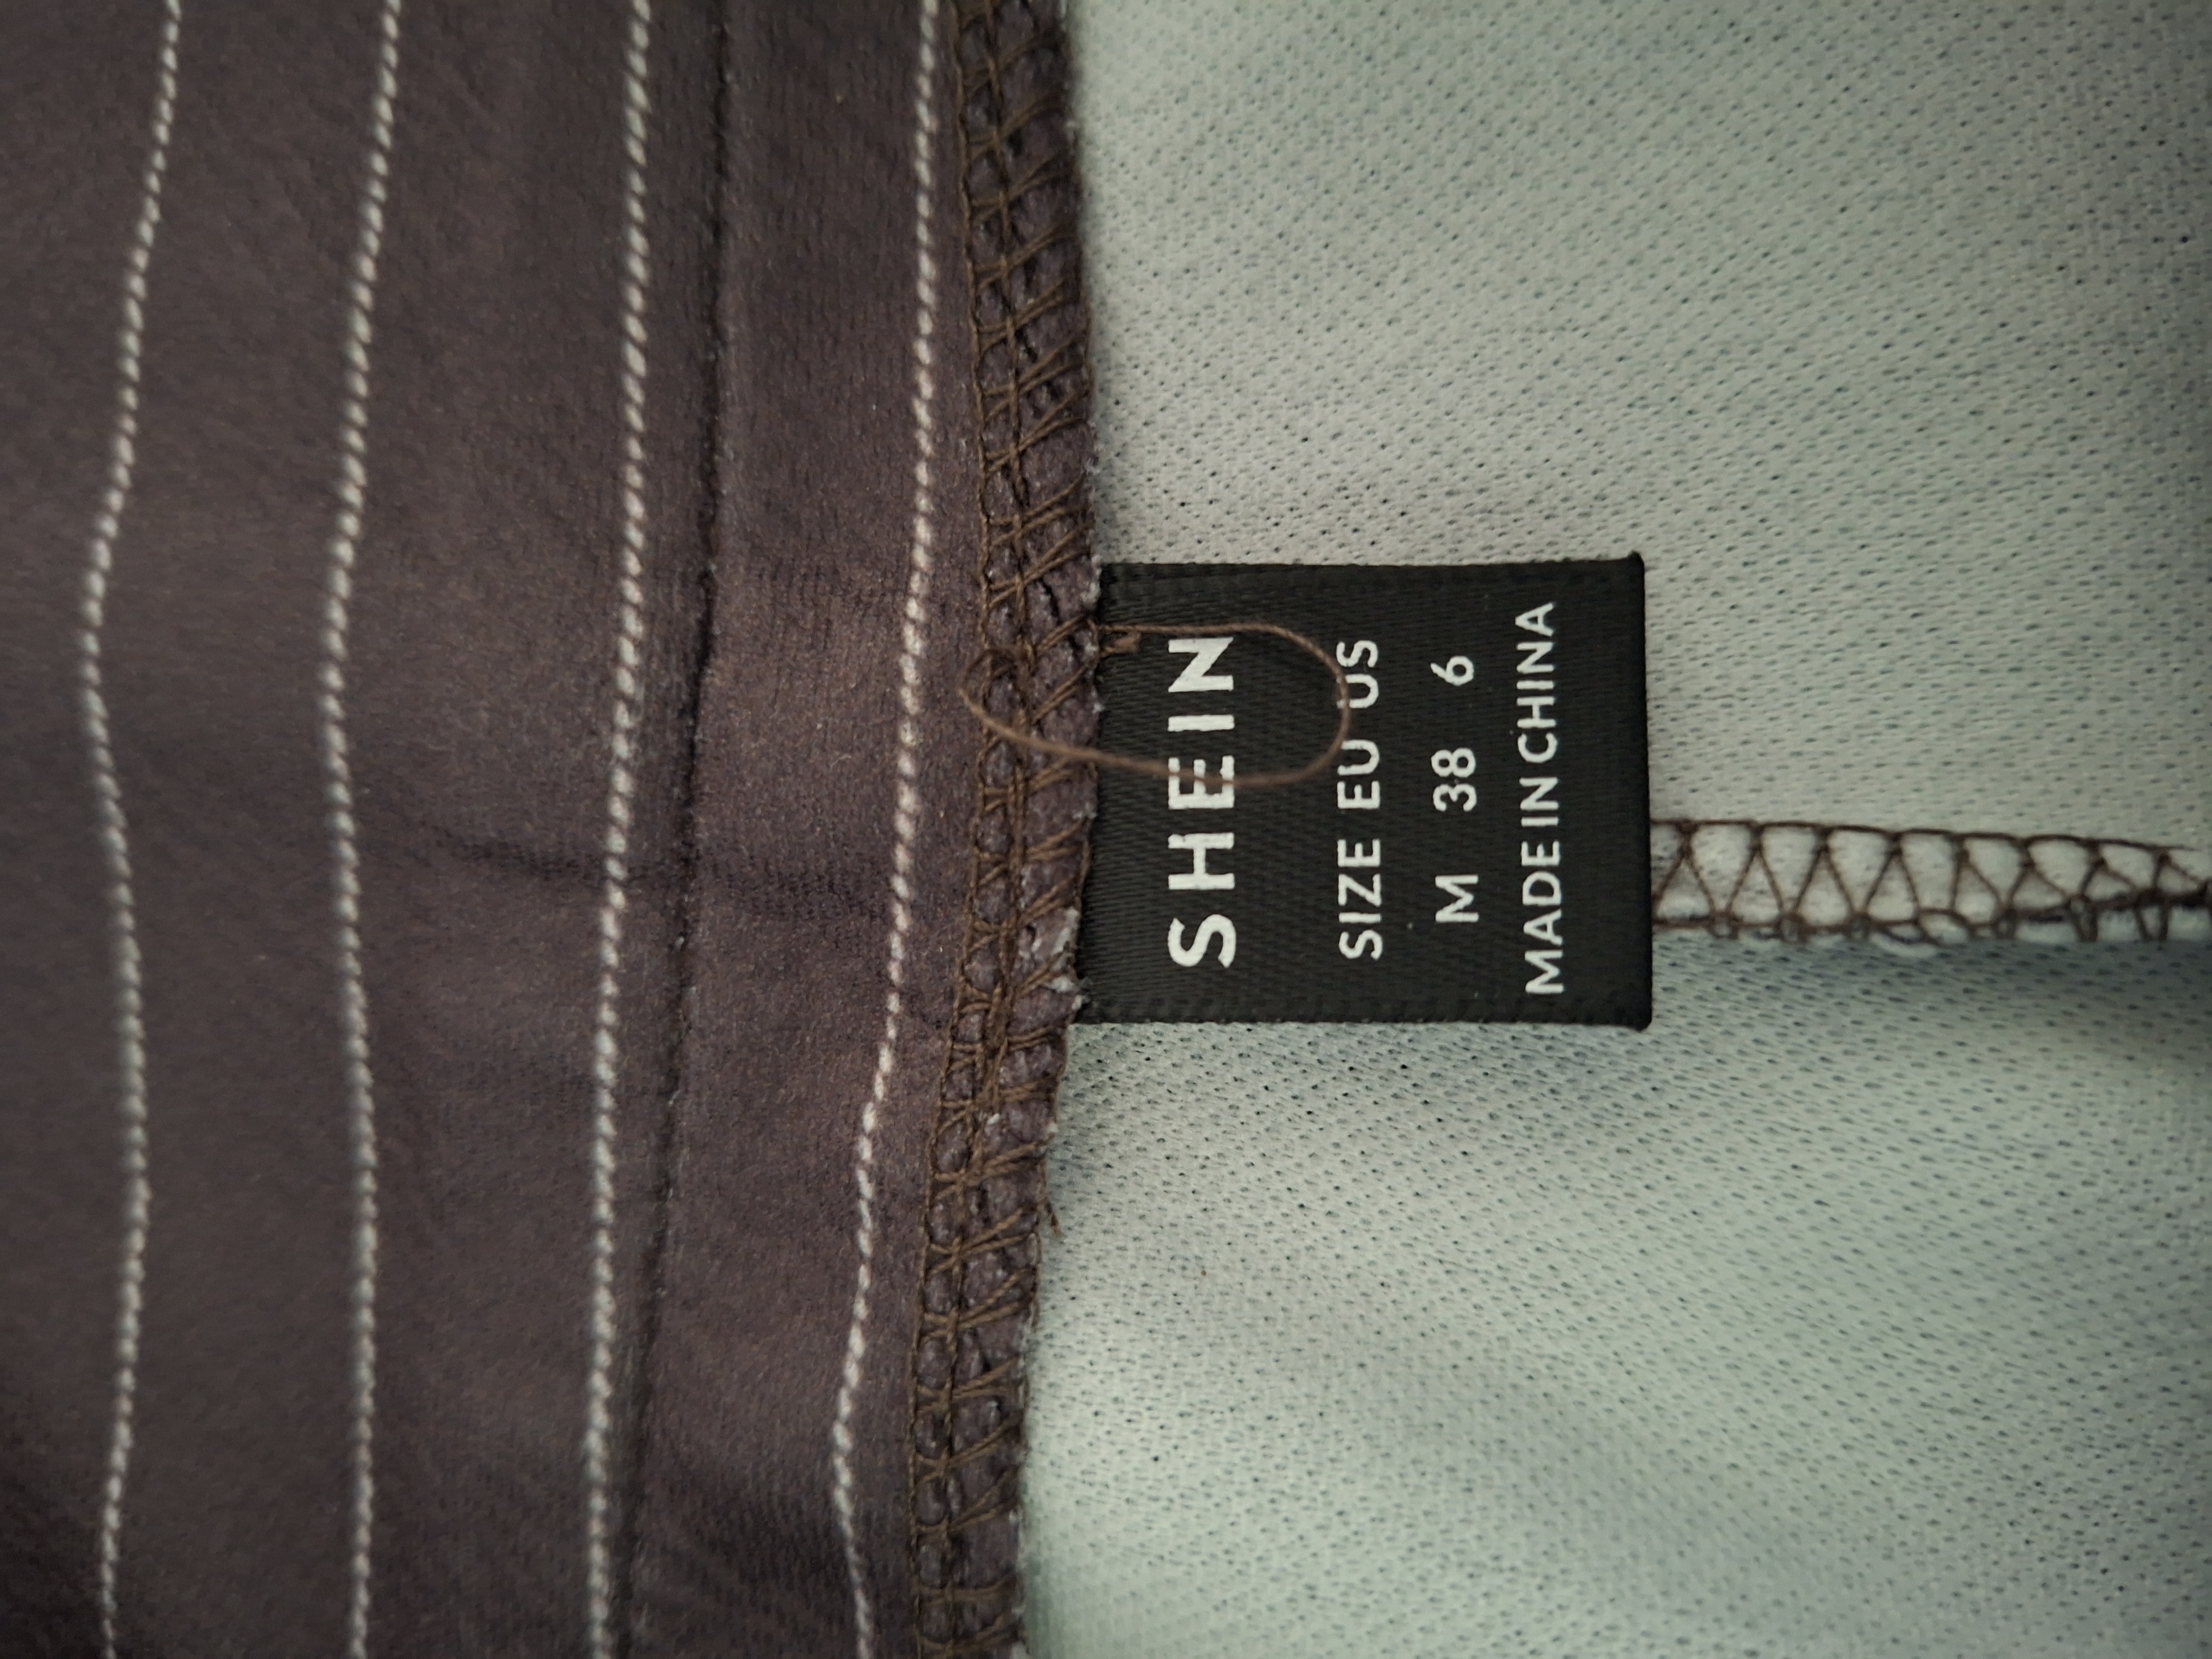 SHEIN
SIZE EU US
M 38 6
MADE IN CHINA